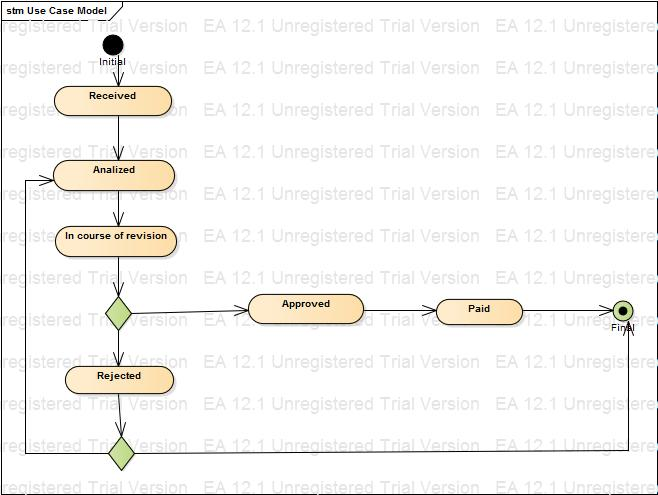 stm Use Case Model
Initial
Received
Analized
In course of revision
Approved
Paid
Final
Rejected
EA 12.1 Unregistered Trial Version